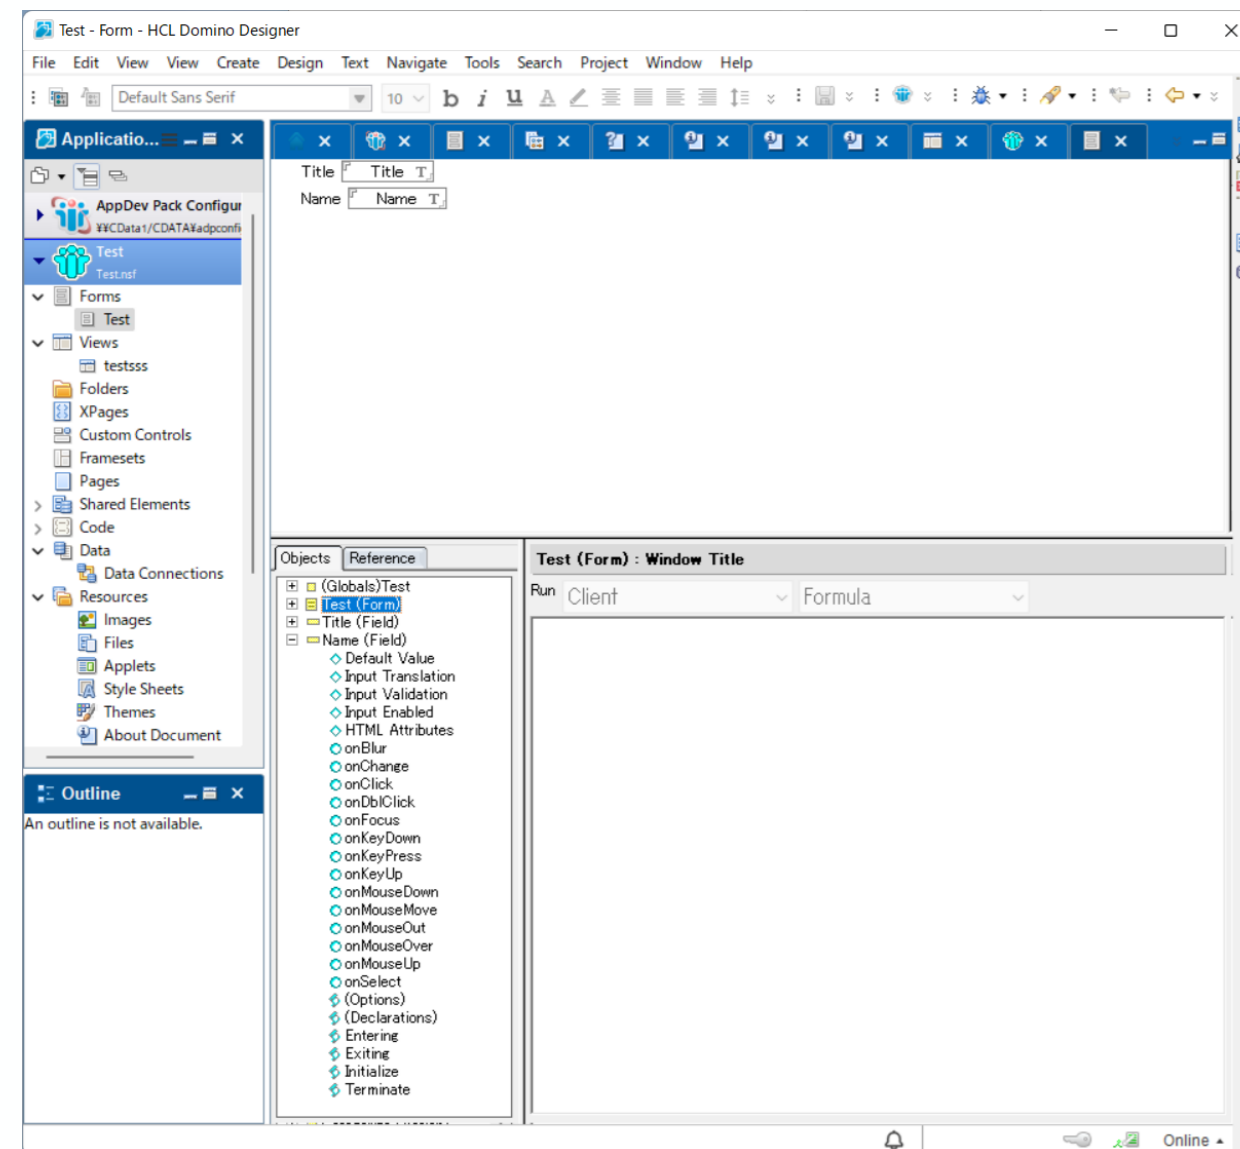 Test - Form - HCL Domino Designer
File Edit View View Create Design Text Navigate Tools Search Project Window Help
Default Sans Serif 10 b i U A
Applicatio...
AppDev Pack Configur
¥¥CData1/CDATA¥adpconfi
Test
Test.nsf
Forms
Test
Views
testsss
Folders
XPages
Custom Controls
Framesets
Pages
Shared Elements
Code
Data
Data Connections
Resources
Images
Files
Applets
Style Sheets
Themes
About Document
Outline
An outline is not available.
Title Title T
Name Name T
Objects Reference
(Globals)Test
Test (Form)
Title (Field)
Name (Field)
Default Value
Input Translation
Input Validation
Input Enabled
HTML Attributes
onBlur
onChange
onClick
onDblClick
onFocus
onKeyDown
onKeyPress
onKeyUp
onMouseDown
onMouseMove
onMouseOut
onMouseOver
onMouseUp
onSelect
(Options)
(Declarations)
Entering
Exiting
Initialize
Terminate
Test (Form) : Window Title
Run Client Formula
Online